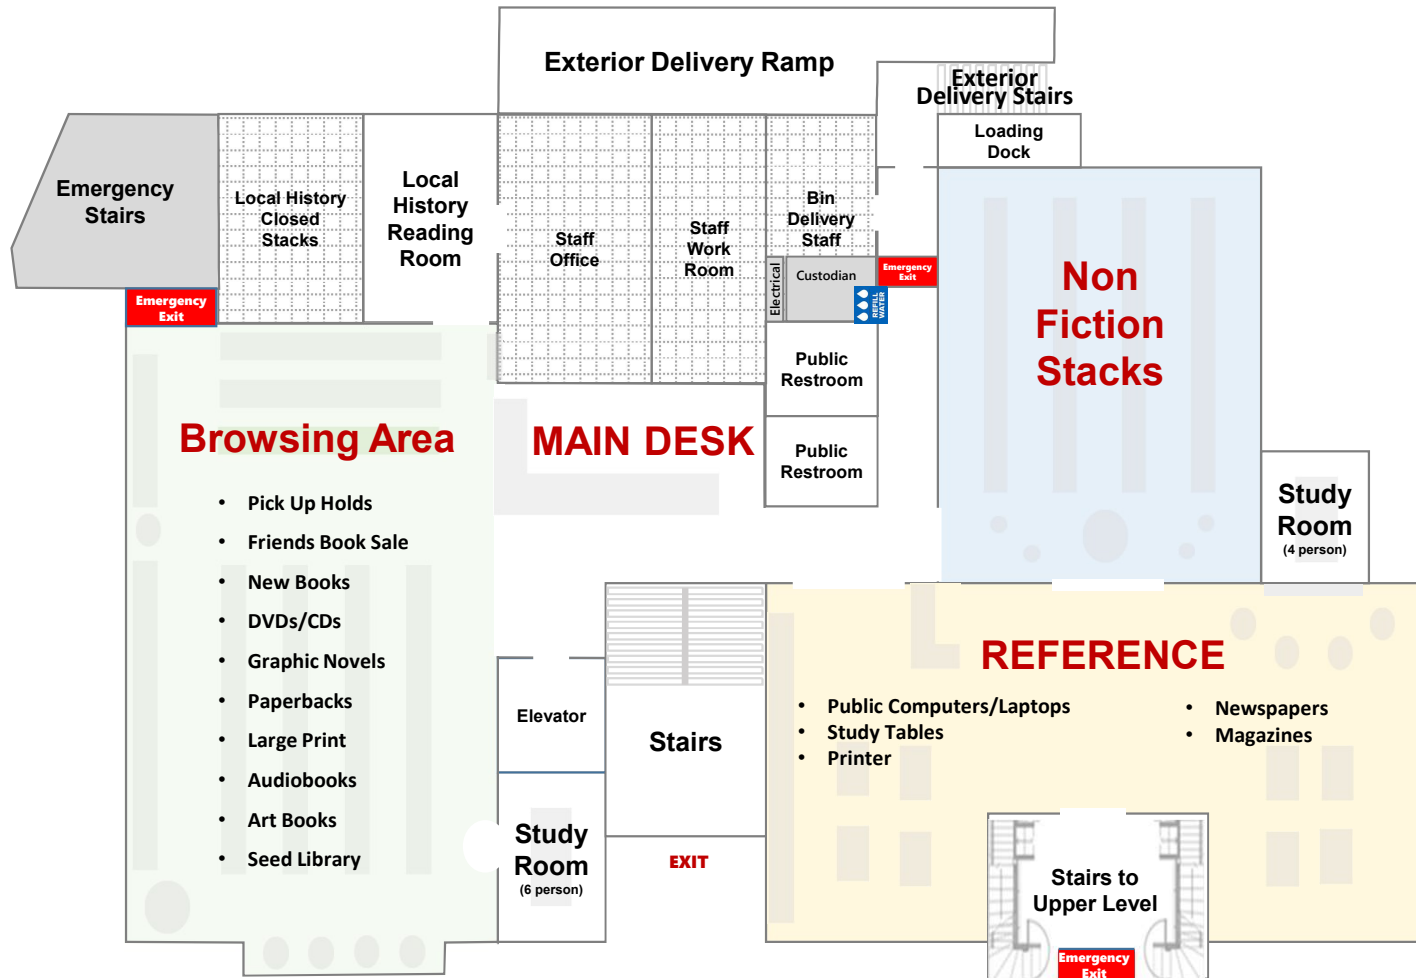 Exterior Delivery Ramp
Exterior
Delivery Stairs
Loading
Dock
Emergency
Stairs
Local History
Closed
Stacks
Local
History
Reading
Room
Staff
Office
Staff
Work
Room
Bin
Delivery
Staff
Electrical
Custodian
Emergency
Exit
REFILL
WATER
Emergency
Exit
Non
Fiction
Stacks
Public
Restroom
Public
Restroom
Browsing Area
MAIN DESK
• Pick Up Holds
• Friends Book Sale
• New Books
• DVDs/CDs
• Graphic Novels
• Paperbacks
• Large Print
• Audiobooks
• Art Books
• Seed Library
Study
Room
(4 person)
Elevator
Stairs
Study
Room
(6 person)
EXIT
REFERENCE
• Public Computers/Laptops
• Study Tables
• Printer
• Newspapers
• Magazines
Stairs to
Upper Level
Emergency
Exit